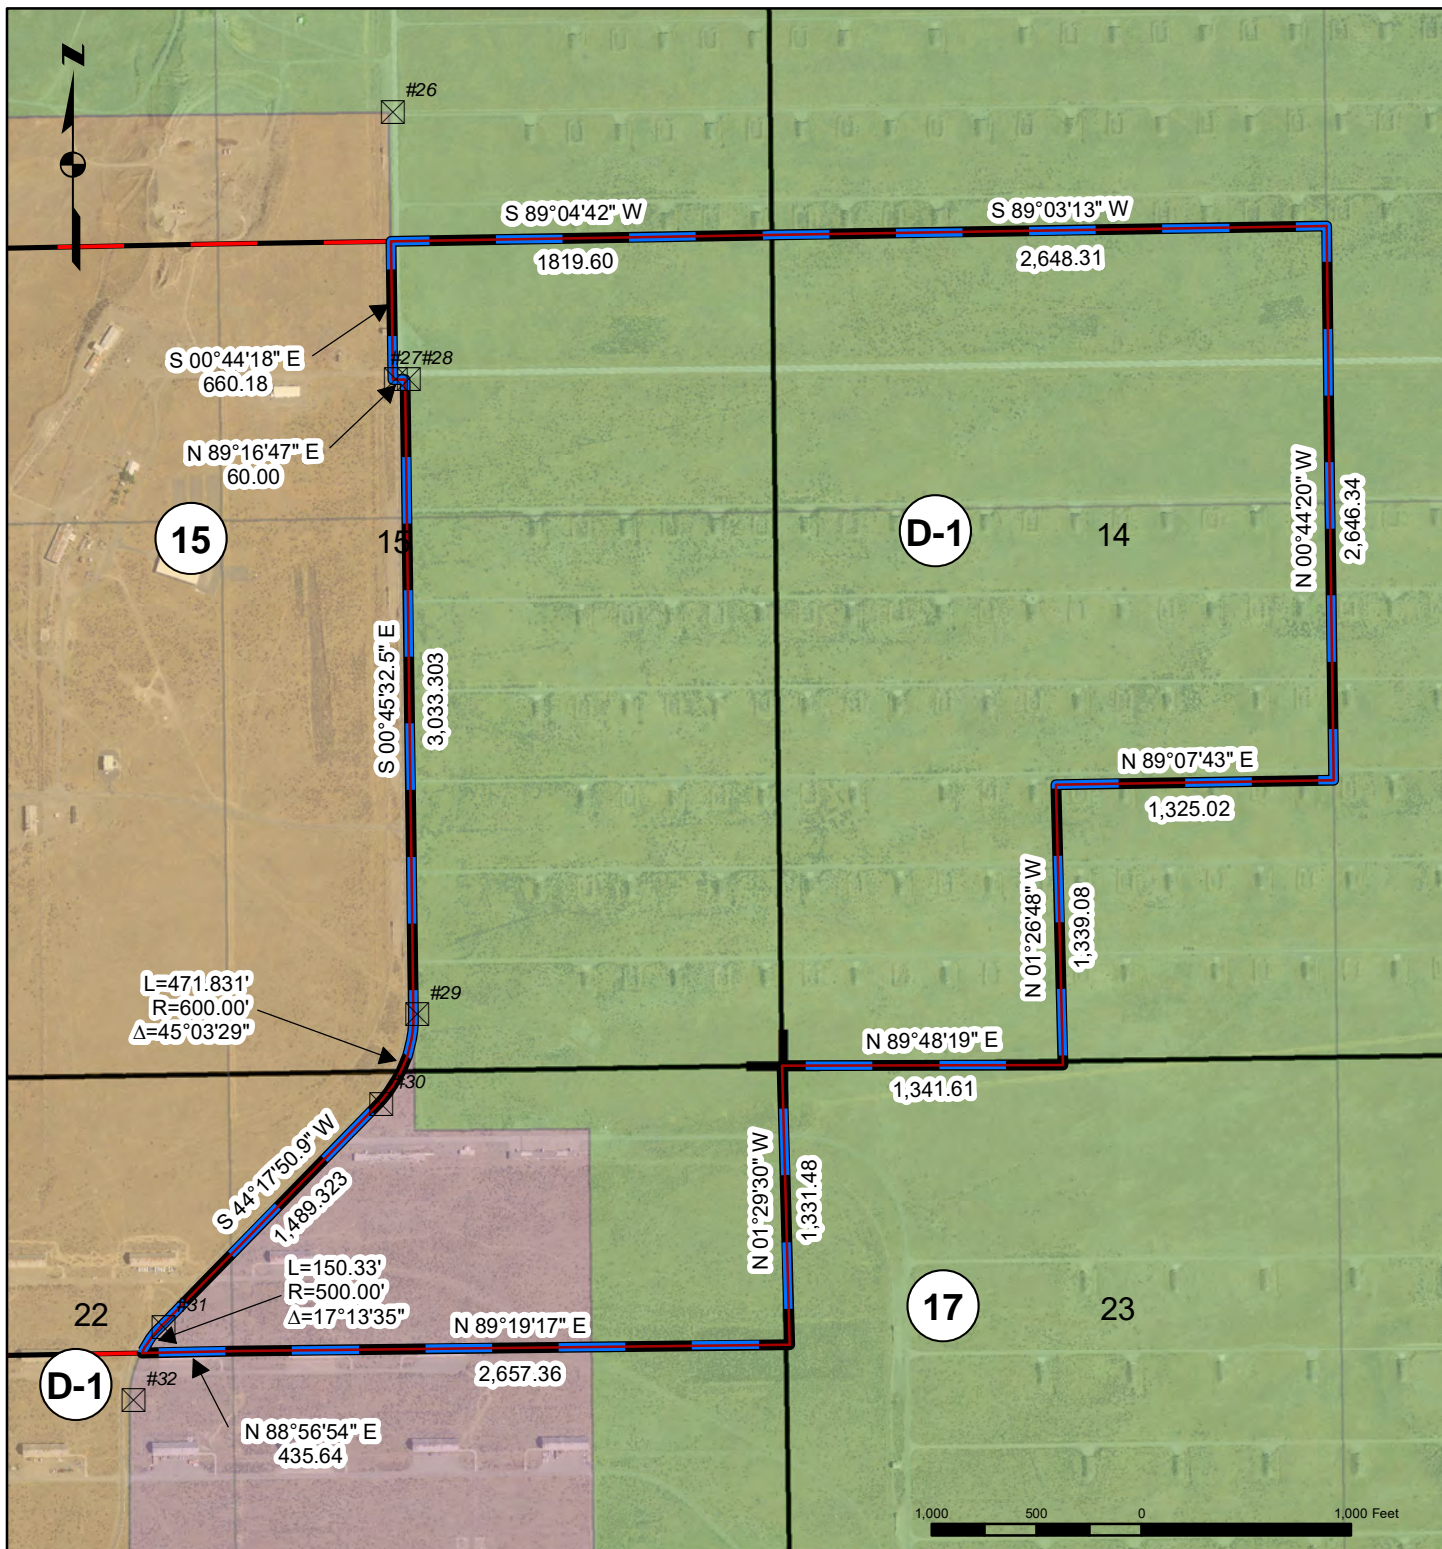 Z
#26
S 89°04'42" W
1819.60
S 89°03'13" W
2,648.31
S 00°44'18" E
660.18
#27#28
N 89°16'47" E
60.00
15
15
D-1
14
N 00°44'20" W
2,646.34
S 00°45'32.5" E
3,033.303
N 89°07'43" E
1,325.02
N 01°26'48" W
1,339.08
L=471.831'
R=600.00'
Δ=45°03'29"
#29
#30
N 89°48'19" E
1,341.61
S 44°17'50.9" W
1,489.323
N 01°29'30" W
1,331.48
L=150.33'
R=500.00'
Δ=17°13'35"
22
#31
N 89°19'17" E
2,657.36
17
23
D-1
#32
N 88°56'54" E
435.64
1,000 500 0 1,000 Feet